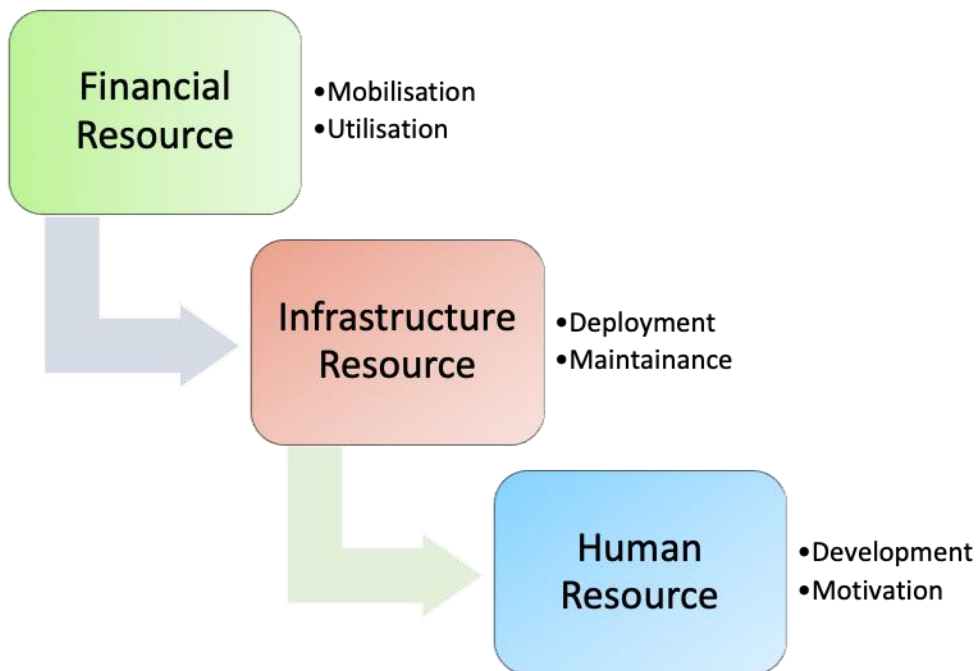 Financial
Resource
•Mobilisation
•Utilisation
Infrastructure
Resource
•Deployment
•Maintainance
Human
Resource
•Development
•Motivation